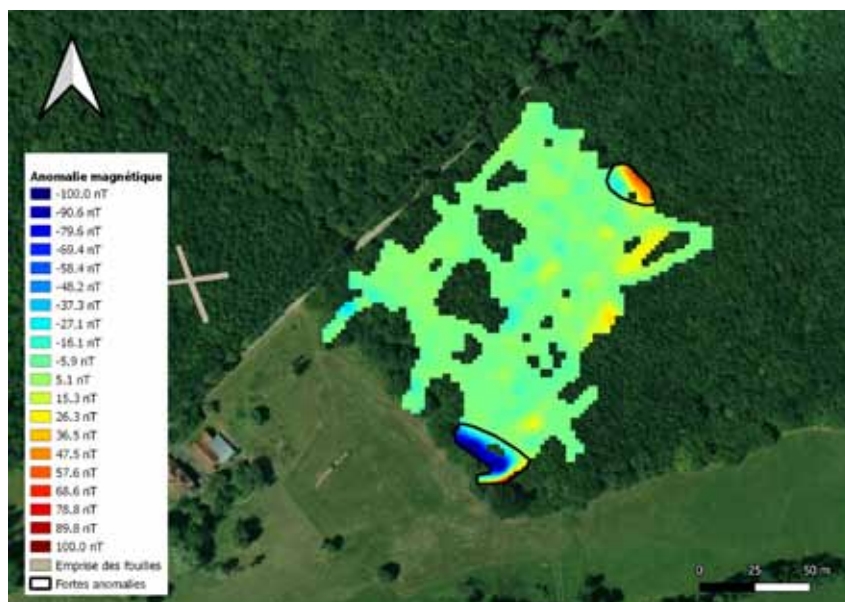 Anomalie magnétique
-100.0 nT
-90.6 nT
-79.6 nT
-69.4 nT
-58.4 nT
-48.2 nT
-37.3 nT
-27.1 nT
-16.1 nT
-5.9 nT
5.1 nT
15.3 nT
26.3 nT
36.5 nT
47.5 nT
57.6 nT
68.6 nT
78.8 nT
89.8 nT
100.0 nT
Emprise des fouilles
Fortes anomalies
0 25 50 m